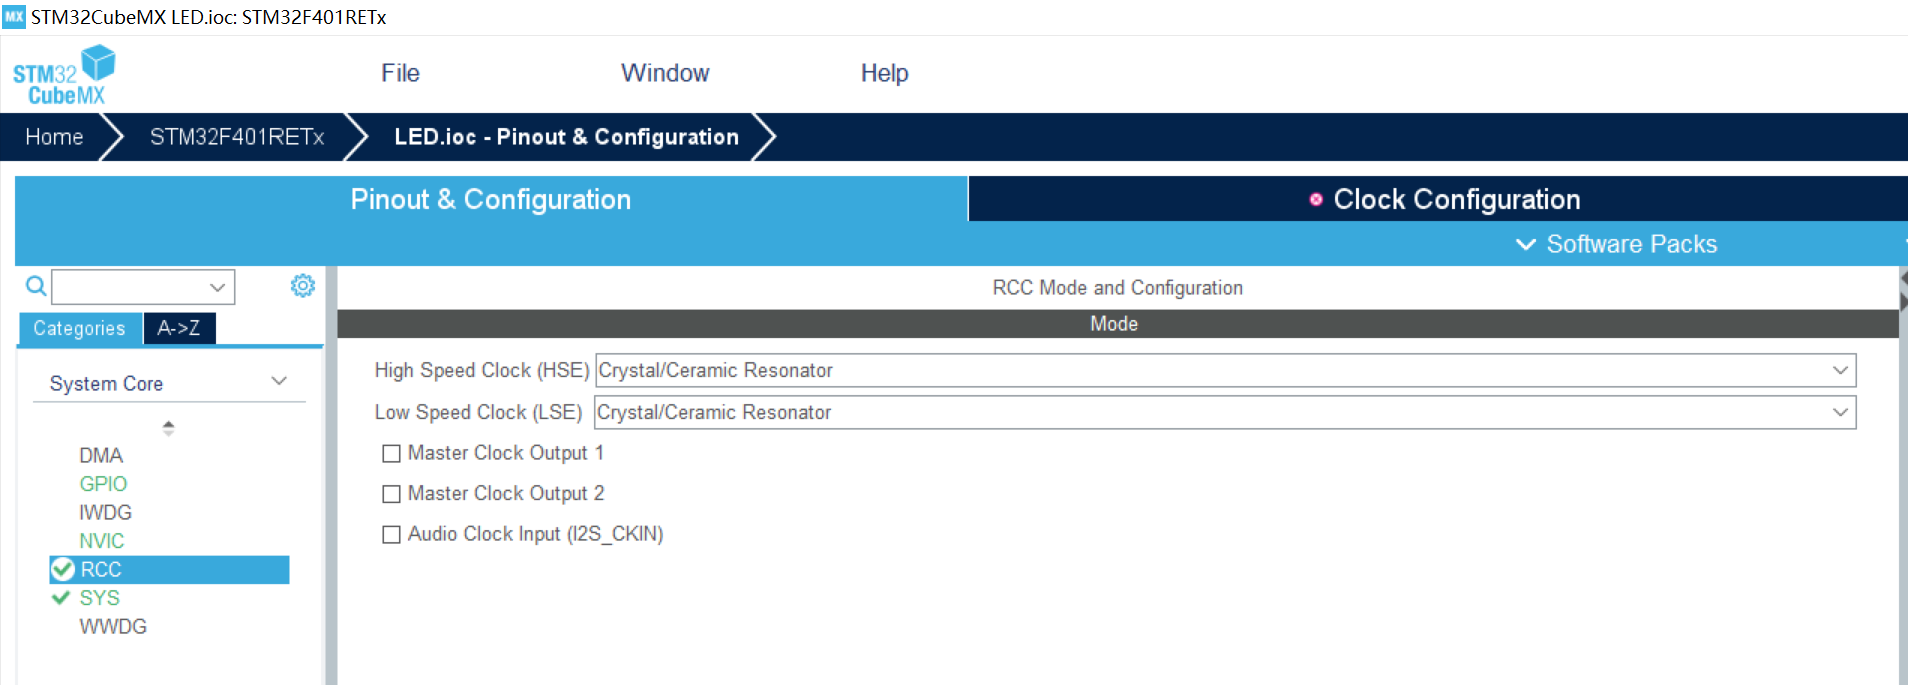 MX STM32CubeMX LED.ioc: STM32F401RETx
STM32
CubeMX
File Window Help
Home STM32F401RETx LED.ioc - Pinout & Configuration
Pinout & Configuration Clock Configuration
Software Packs
RCC Mode and Configuration
Categories A->Z
Mode
System Core
High Speed Clock (HSE) Crystal/Ceramic Resonator
Low Speed Clock (LSE) Crystal/Ceramic Resonator
Master Clock Output 1
Master Clock Output 2
Audio Clock Input (I2S_CKIN)
DMA
GPIO
IWDG
NVIC
RCC
SYS
WWDG